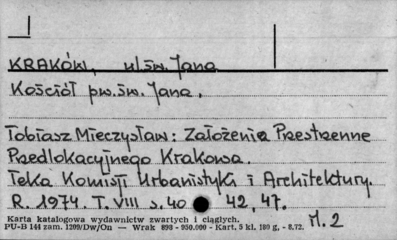 KRAKÓW, ul św. Jana
Kościół pw. św. Jana.
Tobiasz Mieczysław: Założenia Przestrzenne
Przedlokacyjnego Krakowa.
Teka Komisji Urbanistyki i Architektury.
R. 1974. T. VIII s. 40 42, 47.
M. 2
Karta katalogowa wydawnictw zwartych i ciągłych.
PU-B 144 zam. 1209/Dw/On — Wrak 898 - 950.000 - Kart. 5 kl. 180 g, - 8.72.